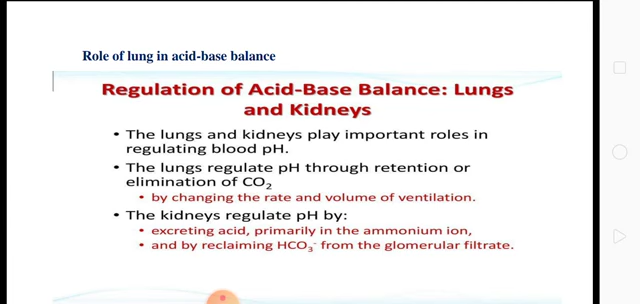 Role of lung in acid-base balance
Regulation of Acid-Base Balance: Lungs
and Kidneys
• The lungs and kidneys play important roles in
regulating blood pH.
• The lungs regulate pH through retention or
elimination of CO₂
• by changing the rate and volume of ventilation.
• The kidneys regulate pH by:
• excreting acid, primarily in the ammonium ion,
• and by reclaiming HCO₃⁻ from the glomerular filtrate.